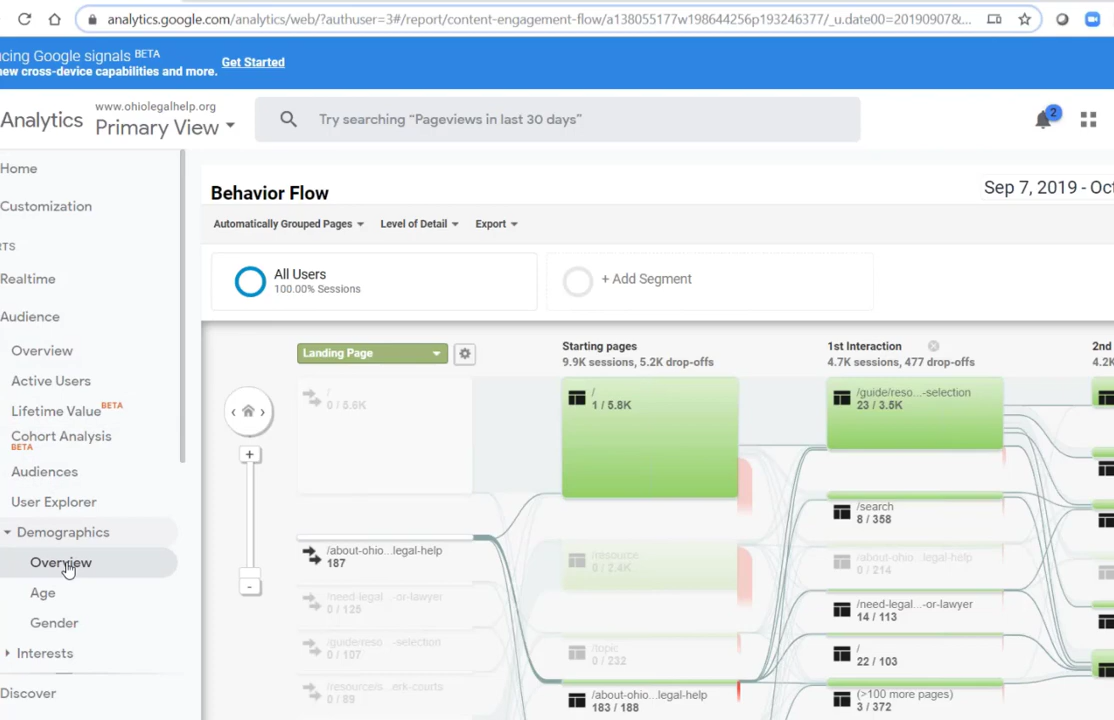 analytics.google.com/analytics/web/?authuser=3#/report/content-engagement-flow/a138055177w198644256p193246377/_u.date00=20190907&...
cing Google signals BETA
new cross-device capabilities and more.
Get Started
Analytics
www.ohiolegalhelp.org
Primary View
Try searching “Pageviews in last 30 days”
2
Home
Customization
RTS
Realtime
Audience
Overview
Active Users
Lifetime Value BETA
Cohort Analysis
BETA
Audiences
User Explorer
Demographics
Overview
Age
Gender
Interests
Discover
Behavior Flow
Sep 7, 2019 - Oct
Automatically Grouped Pages
Level of Detail
Export
All Users
100.00% Sessions
+ Add Segment
Landing Page
/
0 / 5.6K
/about-ohio...legal-help
187
/need-legal ...-or-lawyer
0 / 125
/guide/reso ...-selection
0 / 107
/resource/s...erk-courts
0 / 89
Starting pages
9.9K sessions, 5.2K drop-offs
/
1 / 5.8K
/resource
0 / 2.4K
/topic
0 / 232
/about-ohio...legal-help
183 / 188
1st Interaction
4.7K sessions, 477 drop-offs
/guide/reso...-selection
23 / 3.5K
/search
8 / 358
/about-ohio...legal-help
0 / 214
/need-legal...-or-lawyer
14 / 113
/
22 / 103
(>100 more pages)
3 / 372
2nd
4.2K